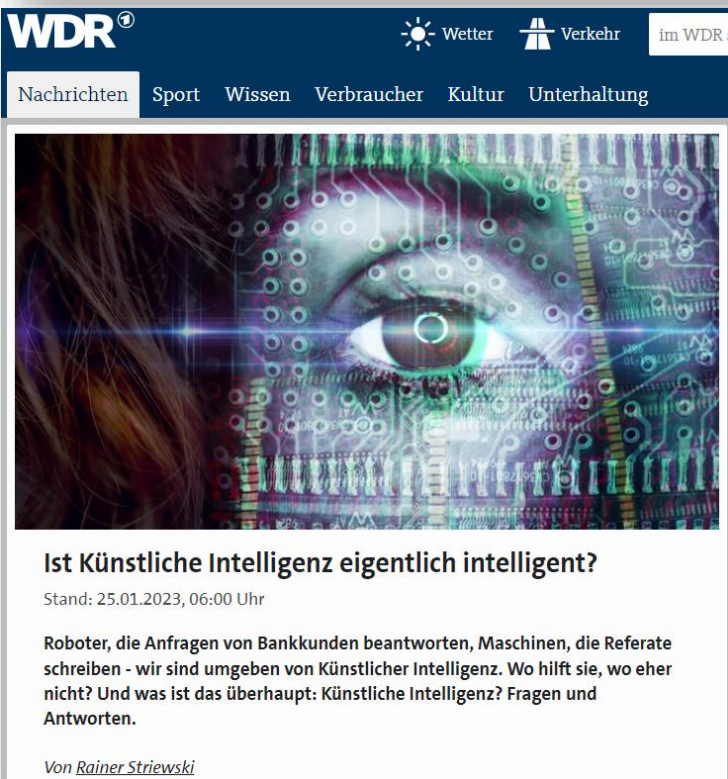 WDR®
Wetter
Verkehr
im WDR
Nachrichten
Sport
Wissen
Verbraucher
Kultur
Unterhaltung
Ist Künstliche Intelligenz eigentlich intelligent?
Stand: 25.01.2023, 06:00 Uhr
Roboter, die Anfragen von Bankkunden beantworten, Maschinen, die Referate
schreiben - wir sind umgeben von Künstlicher Intelligenz. Wo hilft sie, wo eher
nicht? Und was ist das überhaupt: Künstliche Intelligenz? Fragen und
Antworten.
Von Rainer Striewski